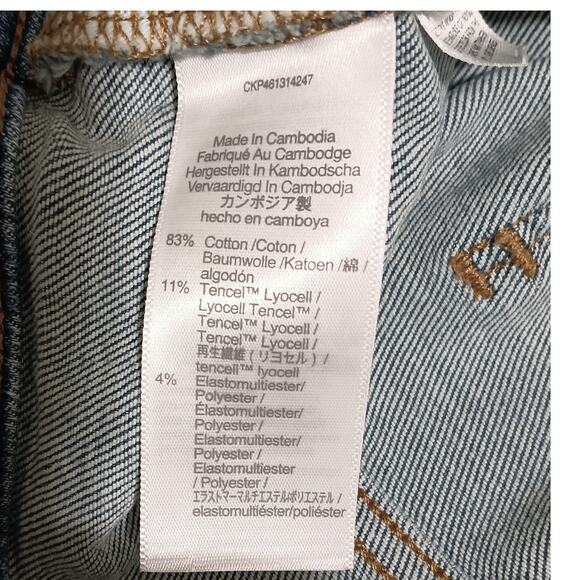 CKP461314247
Made In Cambodia
Fabriqué Au Cambodge
Hergestellt In Kambodscha
Vervaardigd In Cambodja
カンボジア製
hecho en camboya
83% Cotton /Coton /
Baumwolle /Katoen /綿 /
algodón
11% Tencel™ Lyocell /
Lyocell Tencel™ /
Tencel™ Lyocell /
Tencel™ Lyocell /
再生繊維 ( リヨセル ) /
tencell™ lyocell
4% Elastomultiester/
Polyester /
Élastomultiester/
Polyester /
Elastomultiester/
Polyester /
Elastomultiester
/ Polyester /
エラストマーマルチエステル/ポリエステル /
elastomultiéster/poliéster